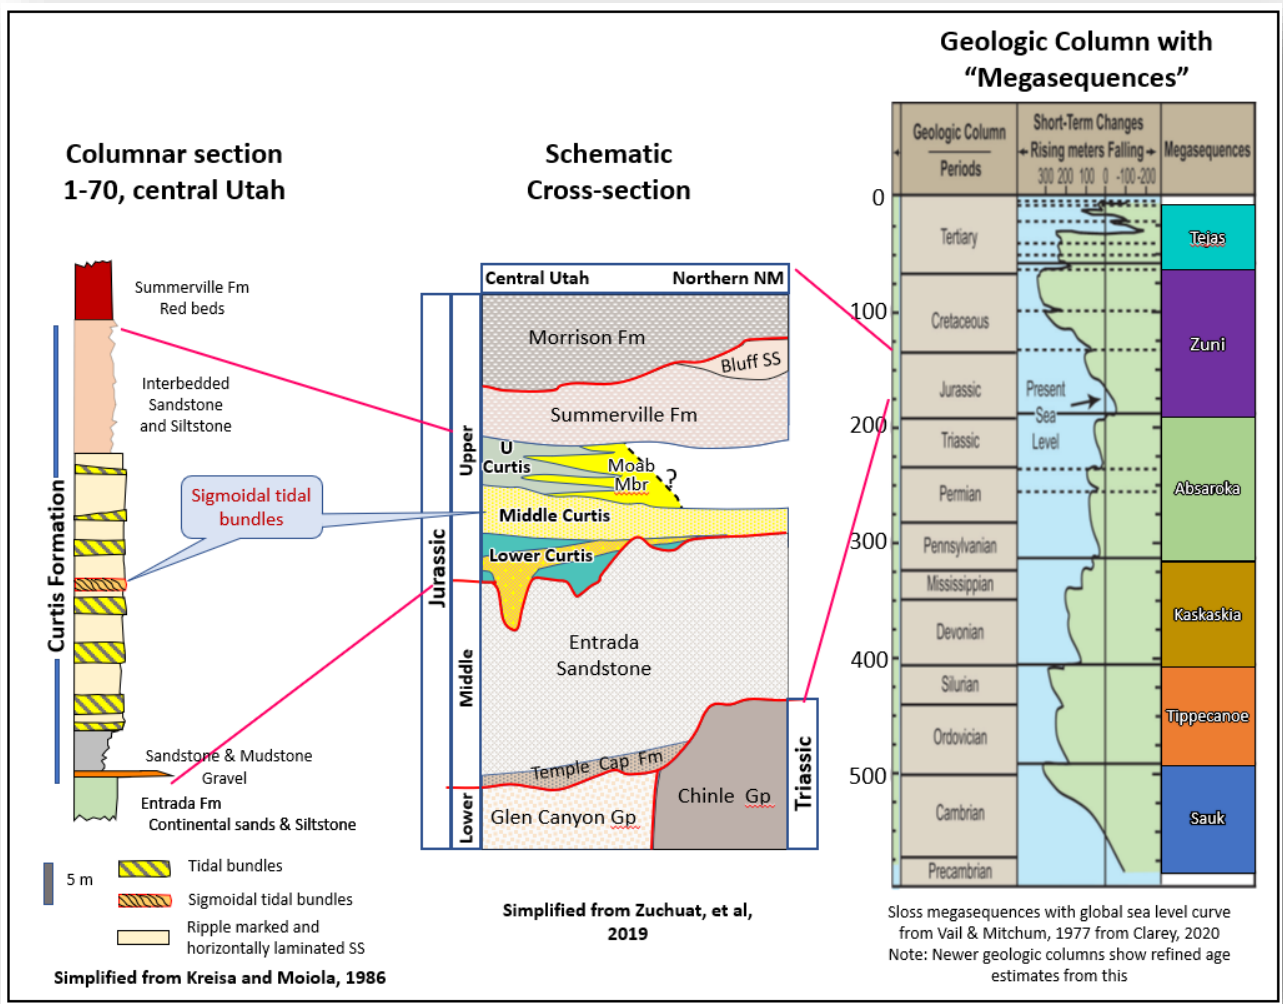 Geologic Column with
“Megasequences”
Columnar section
1-70, central Utah
Schematic
Cross-section
Geologic Column
Periods
Short-Term Changes
Rising meters Falling
300 200 100 0 -100 -200
Megasequences
Summerville Fm
Red beds
Interbedded
Sandstone
and Siltstone
Curtis Formation
Sigmoidal tidal
bundles
Sandstone & Mudstone
Gravel
Entrada Fm
Continental sands & Siltstone
5 m
Tidal bundles
Sigmoidal tidal bundles
Ripple marked and
horizontally laminated SS
Simplified from Kreisa and Moiola, 1986
Central Utah
Northern NM
Jurassic
Upper
Middle
Lower
Triassic
Morrison Fm
Bluff SS
Summerville Fm
U
Curtis
Moab
Mbr
?
Middle Curtis
Lower Curtis
Entrada
Sandstone
Temple Cap Fm
Glen Canyon Gp
Chinle Gp
Simplified from Zuchuat, et al,
2019
0
100
200
300
400
500
Tertiary
Cretaceous
Jurassic
Triassic
Permian
Pennsylvanian
Mississippian
Devonian
Silurian
Ordovician
Cambrian
Precambrian
Present
Sea
Level
Tejas
Zuni
Absaroka
Kaskaskia
Tippecanoe
Sauk
Sloss megasequences with global sea level curve
from Vail & Mitchum, 1977 from Clarey, 2020
Note: Newer geologic columns show refined age
estimates from this